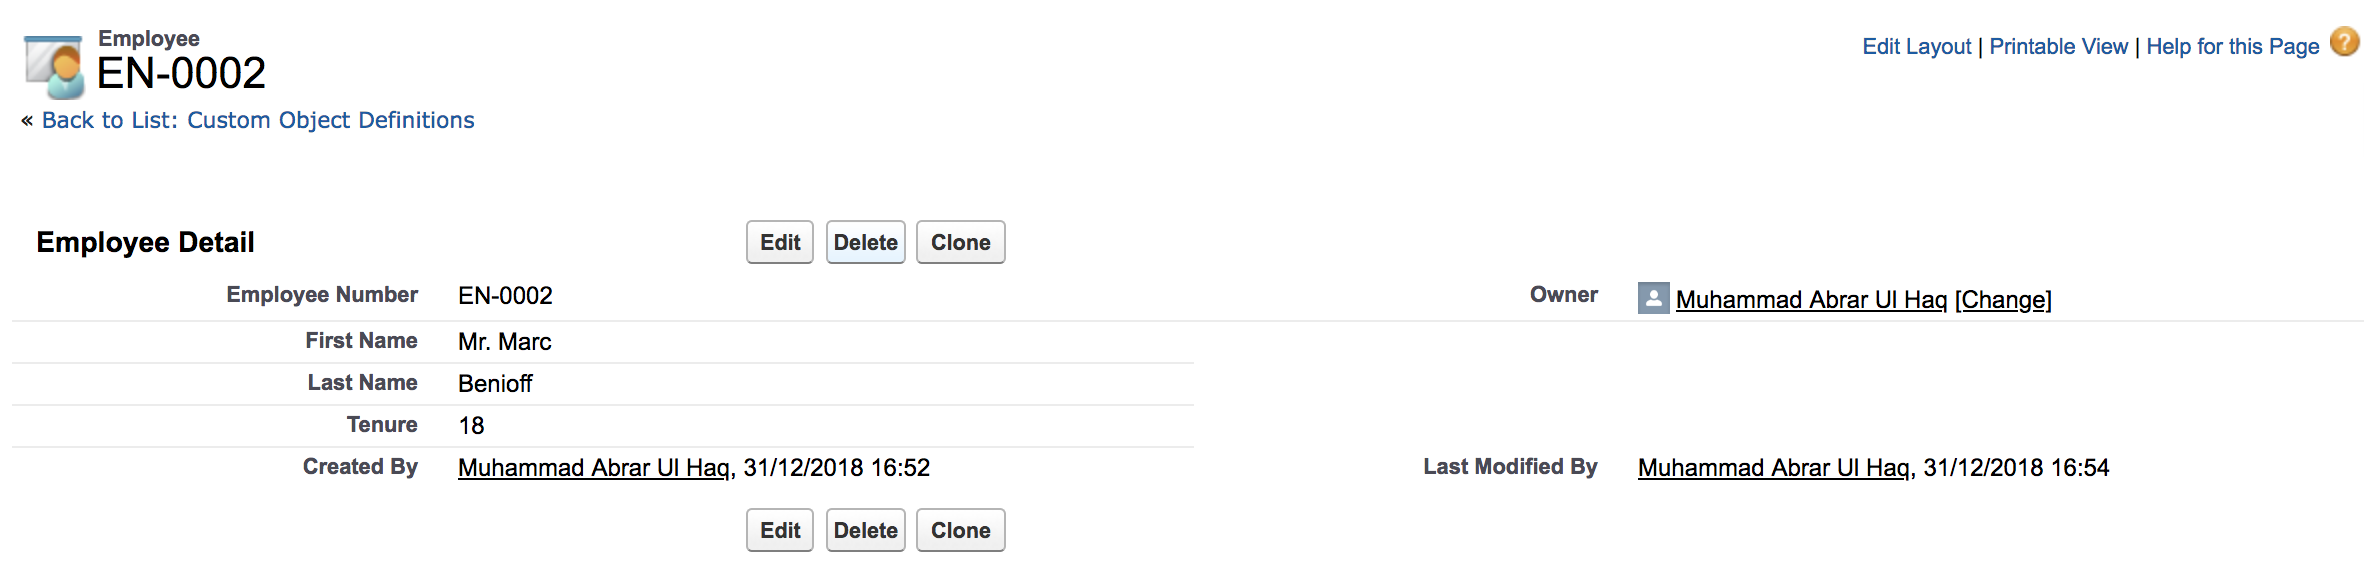 Employee
EN-0002
Edit Layout | Printable View | Help for this Page ?
« Back to List: Custom Object Definitions
Employee Detail Edit Delete Clone
Employee Number EN-0002 Owner Muhammad Abrar Ul Haq [Change]
First Name Mr. Marc
Last Name Benioff
Tenure 18
Created By Muhammad Abrar Ul Haq, 31/12/2018 16:52 Last Modified By Muhammad Abrar Ul Haq, 31/12/2018 16:54
Edit Delete Clone